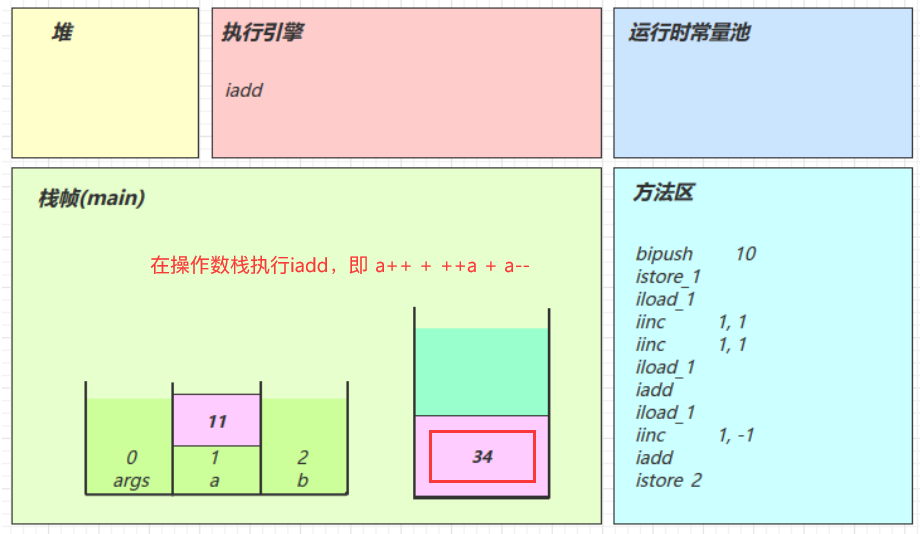 堆
执行引擎
iadd
运行时常量池
栈帧(main)
在操作数栈执行iadd，即 a++ + ++a + a--
11
0
1
2
args
a
b
34
方法区
bipush 10
istore_1
iload_1
iinc 1, 1
iinc 1, 1
iload_1
iadd
iload_1
iinc 1, -1
iadd
istore 2